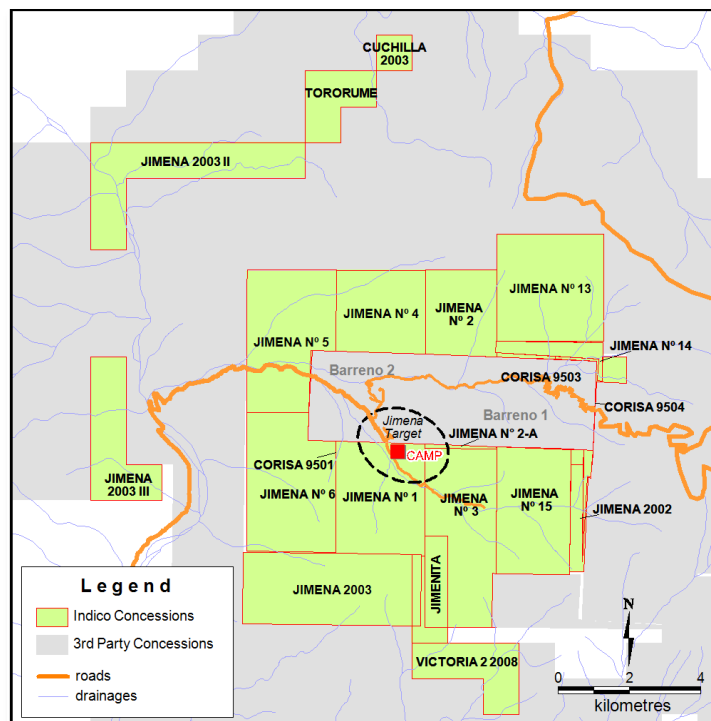 CUCHILLA
2003
TORORUME
JIMENA 2003 II
JIMENA Nº 13
JIMENA Nº 4
JIMENA
Nº 2
JIMENA Nº 5
JIMENA Nº 14
Barreno 2
CORISA 9503
CORISA 9504
Barreno 1
Jimena
Target
JIMENA N° 2-A
CAMP
CORISA 9501
JIMENA
2003 III
JIMENA
Nº 6
JIMENA
Nº 1
JIMENA
Nº 3
JIMENA
Nº 15
JIMENA 2002
JIMENITA
JIMENA 2003
VICTORIA 2 2008
Legend
Indico Concessions
3rd Party Concessions
roads
drainages
N
0 2 4
kilometres